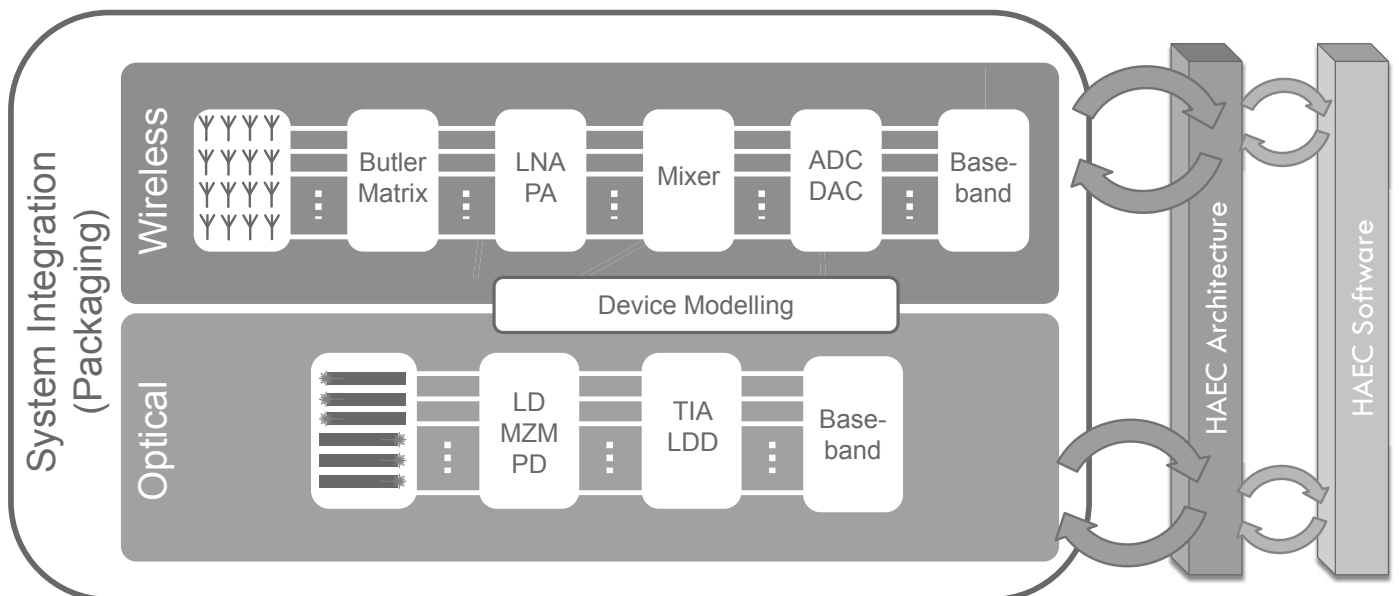 System Integration
(Packaging)
Wireless
Butler
Matrix
LNA
PA
Mixer
ADC
DAC
Base-
band
Device Modelling
Optical
LD
MZM
PD
TIA
LDD
Base-
band
HAEC Architecture
HAEC Software